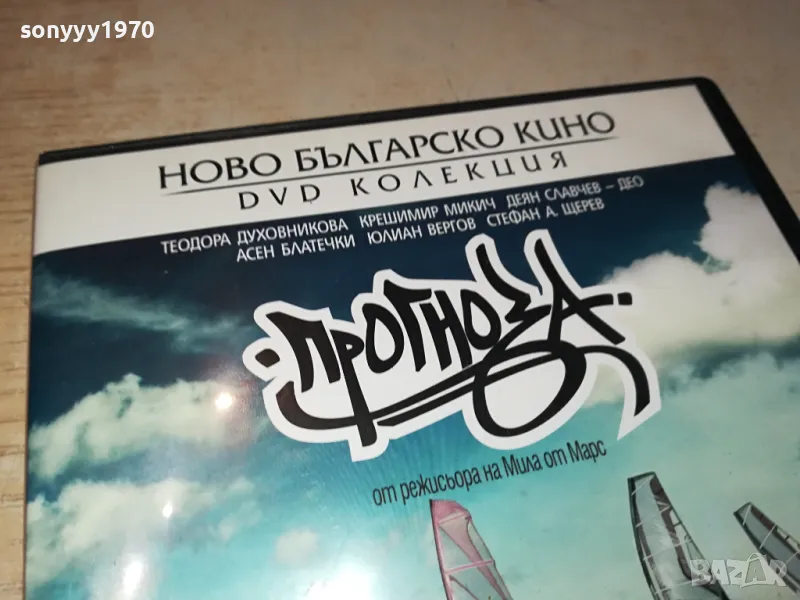 sonyyy1970
НОВО БЪЛГАРСКО КИНО
DVD КОЛЕКЦИЯ
ТЕОДОРА ДУХОВНИКОВА КРЕШИМИР МИКИЧ ДЕЯН СЛАВЧЕВ – ДЕО
АСЕН БЛАТЕЧКИ ЮЛИАН ВЕРГОВ СТЕФАН А. ЩЕРЕВ
ПРОГНОЗА
от режисьора на Мила от Марс
BAZAR